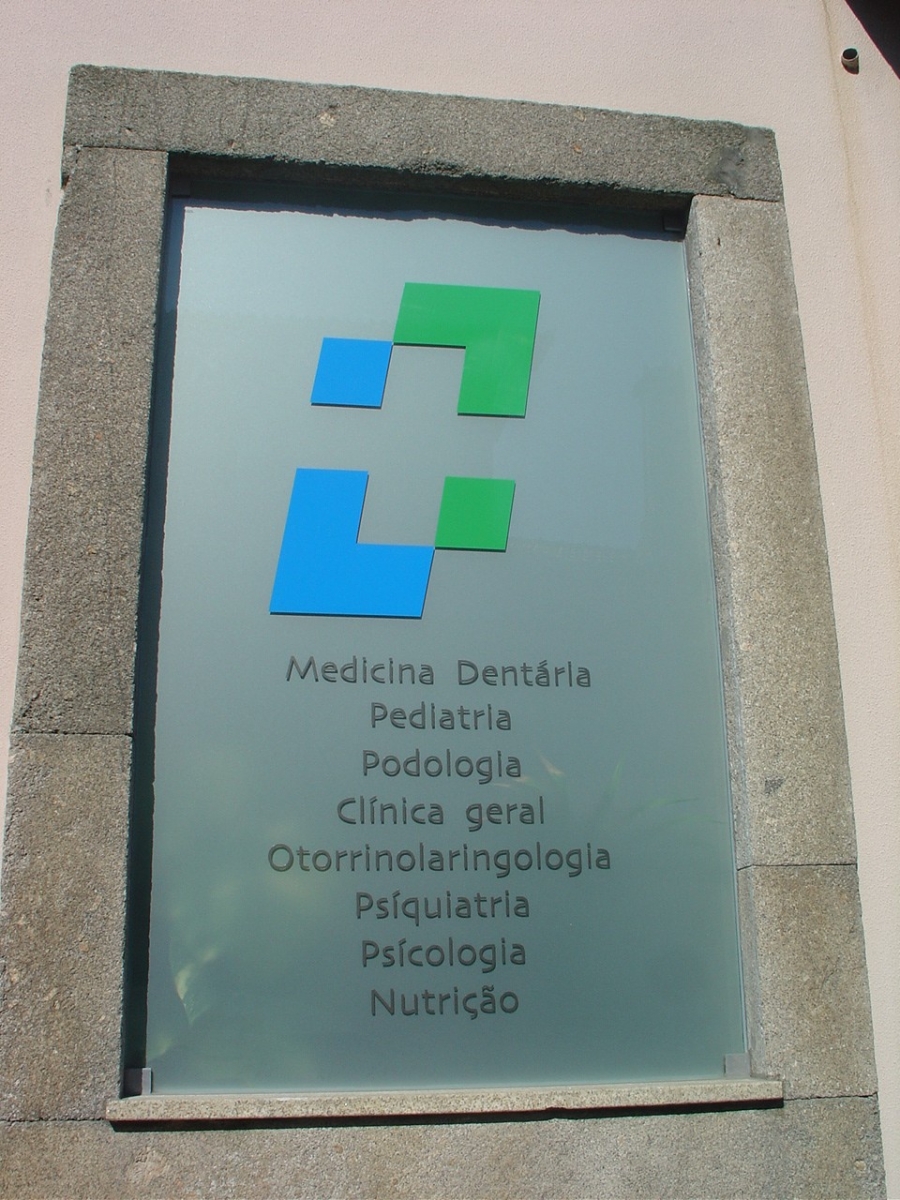 Medicina Dentária
Pediatria
Podologia
Clínica geral
Otorrinolaringologia
Psíquiatria
Psícologia
Nutrição